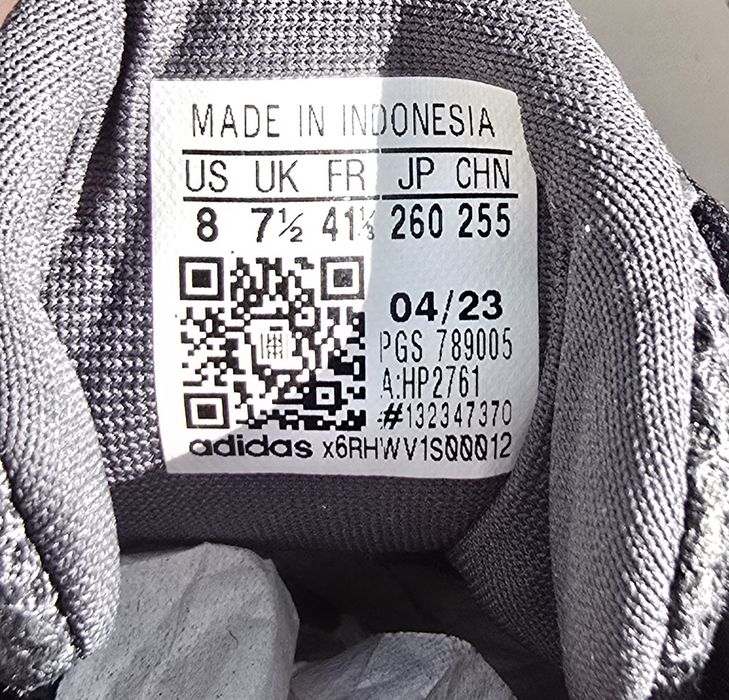 MADE IN INDONESIA
US UK FR JP CHN
8 7½ 41⅓ 260 255
04/23
PGS 789005
A:HP2761
#132347370
adidas x6RHWV1S00012